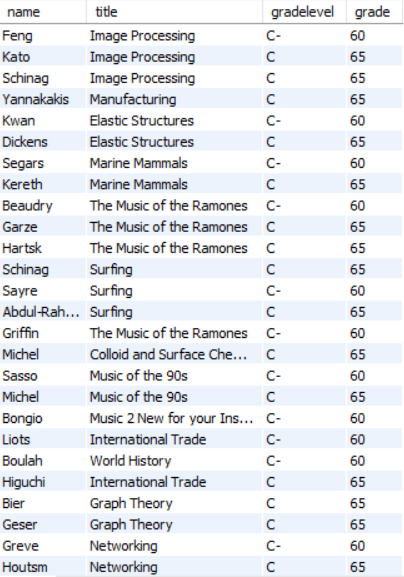 name title gradelevel grade
Feng Image Processing C- 60
Kato Image Processing C 65
Schinag Image Processing C 65
Yannakakis Manufacturing C 65
Kwan Elastic Structures C- 60
Dickens Elastic Structures C 65
Segars Marine Mammals C- 60
Kereth Marine Mammals C 65
Beaudry The Music of the Ramones C- 60
Garze The Music of the Ramones C 65
Hartsk The Music of the Ramones C 65
Schinag Surfing C 65
Sayre Surfing C- 60
Abdul-Rah... Surfing C 65
Griffin The Music of the Ramones C- 60
Michel Colloid and Surface Che... C 65
Sasso Music of the 90s C- 60
Michel Music of the 90s C 65
Bongio Music 2 New for your Ins... C- 60
Liots International Trade C- 60
Boulah World History C- 60
Higuchi International Trade C 65
Bier Graph Theory C 65
Geser Graph Theory C 65
Greve Networking C- 60
Houtsm Networking C 65